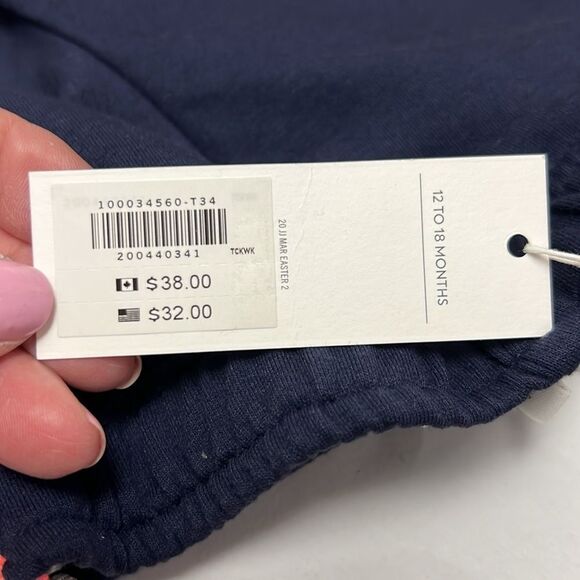 100034560-T34
200440341
TCKWK
$38.00
$32.00
20 JJ MAR EASTER 2
12 TO 18 MONTHS